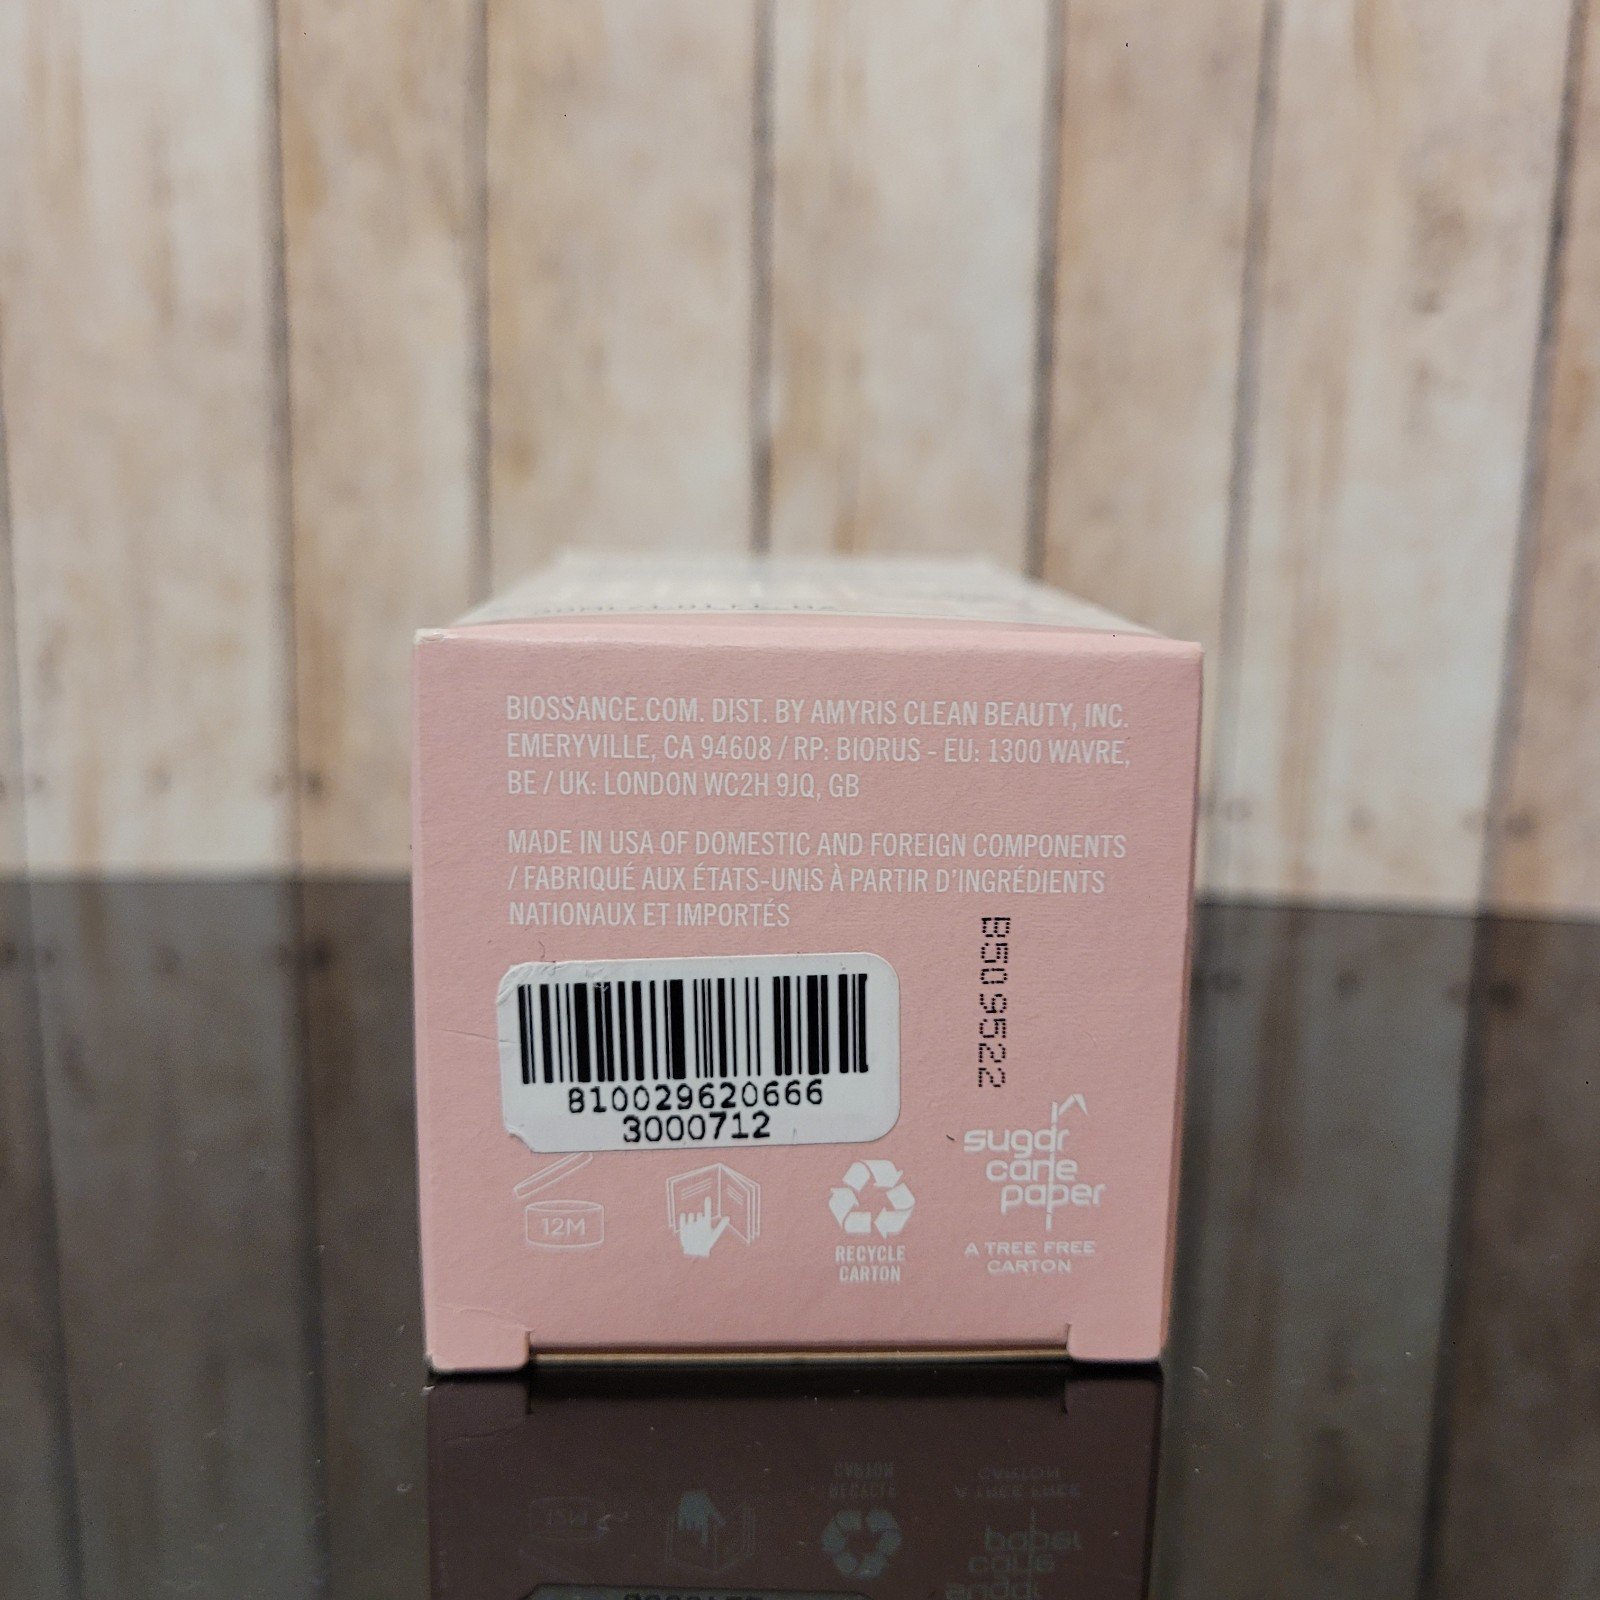 BIOSSANCE.COM. DIST. BY AMYRIS CLEAN BEAUTY, INC.
EMERYVILLE, CA 94608 / RP: BIORUS - EU: 1300 WAVRE,
BE / UK: LONDON WC2H 9JQ, GB
MADE IN USA OF DOMESTIC AND FOREIGN COMPONENTS
/ FABRIQUÉ AUX ÉTATS-UNIS À PARTIR D'INGRÉDIENTS
NATIONAUX ET IMPORTÉS
B509522
810029620666
3000712
12M
RECYCLE
CARTON
sugar
cane
paper
A TREE FREE
CARTON